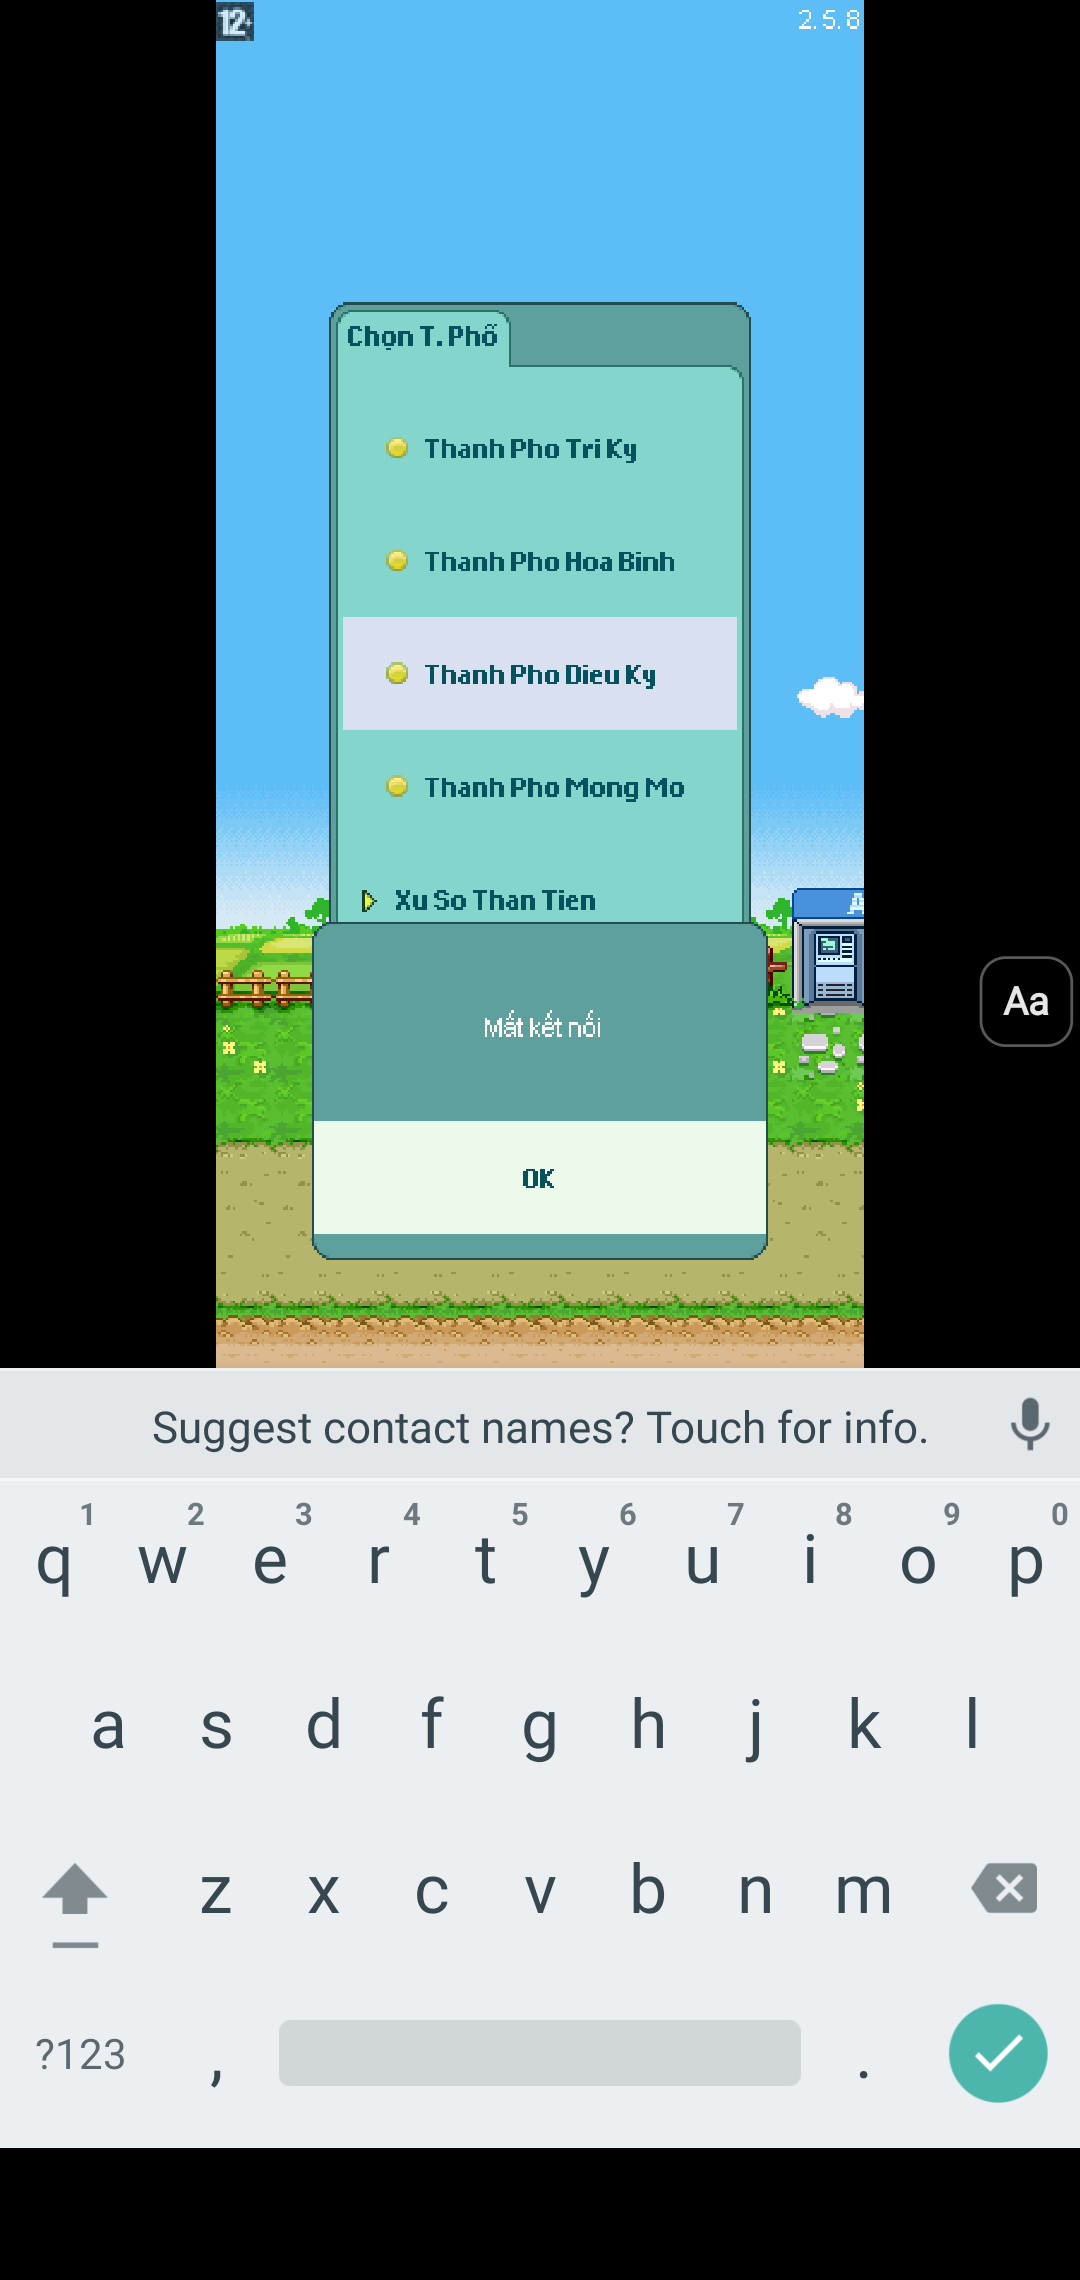 12+
2.5.8
Chọn T. Phố
Thanh Pho Tri Ky
Thanh Pho Hoa Binh
Thanh Pho Dieu Ky
Thanh Pho Mong Mo
Xu So Than Tien
A
Mất kết nối
OK
Aa
Suggest contact names? Touch for info.
1 2 3 4 5 6 7 8 9 0
q w e r t y u i o p
a s d f g h j k l
z x c v b n m
?123 , .